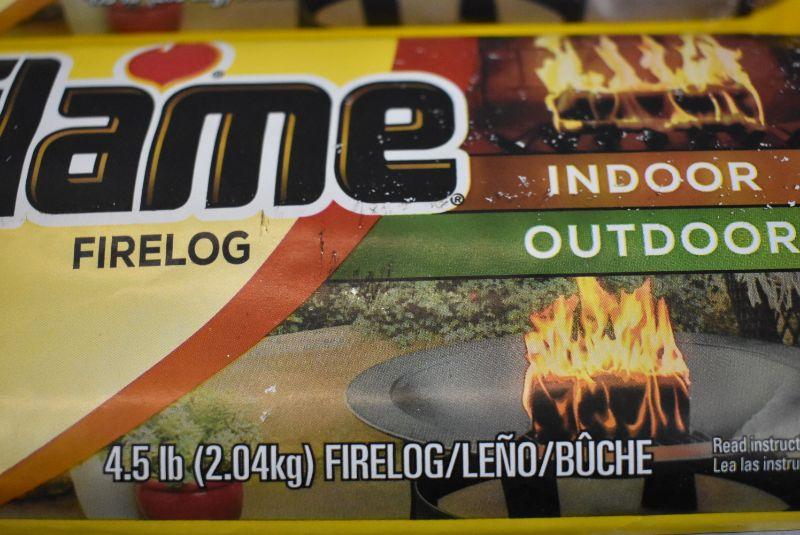 Flame®
FIRELOG
INDOOR
OUTDOOR
4.5 lb (2.04kg) FIRELOG/LEÑO/BÛCHE
Read instruct
Lea las instru